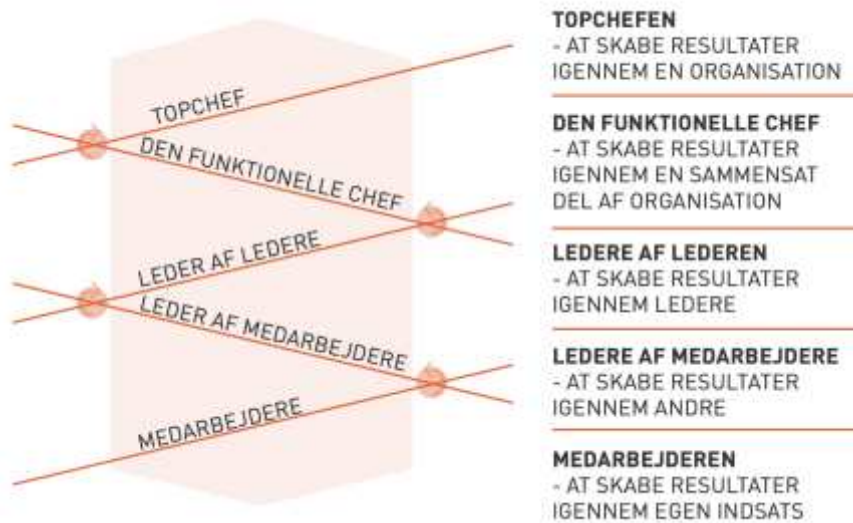 TOPCHEF
DEN FUNKTIONELLE CHEF
LEDER AF LEDERE
LEDER AF MEDARBEJDERE
MEDARBEJDERE
TOPCHEFEN
- AT SKABE RESULTATER
IGENNEM EN ORGANISATION
DEN FUNKTIONELLE CHEF
- AT SKABE RESULTATER
IGENNEM EN SAMMENSAT
DEL AF ORGANISATION
LEDERE AF LEDEREN
- AT SKABE RESULTATER
IGENNEM LEDERE
LEDERE AF MEDARBEJDERE
- AT SKABE RESULTATER
IGENNEM ANDRE
MEDARBEJDEREN
- AT SKABE RESULTATER
IGENNEM EGEN INDSATS